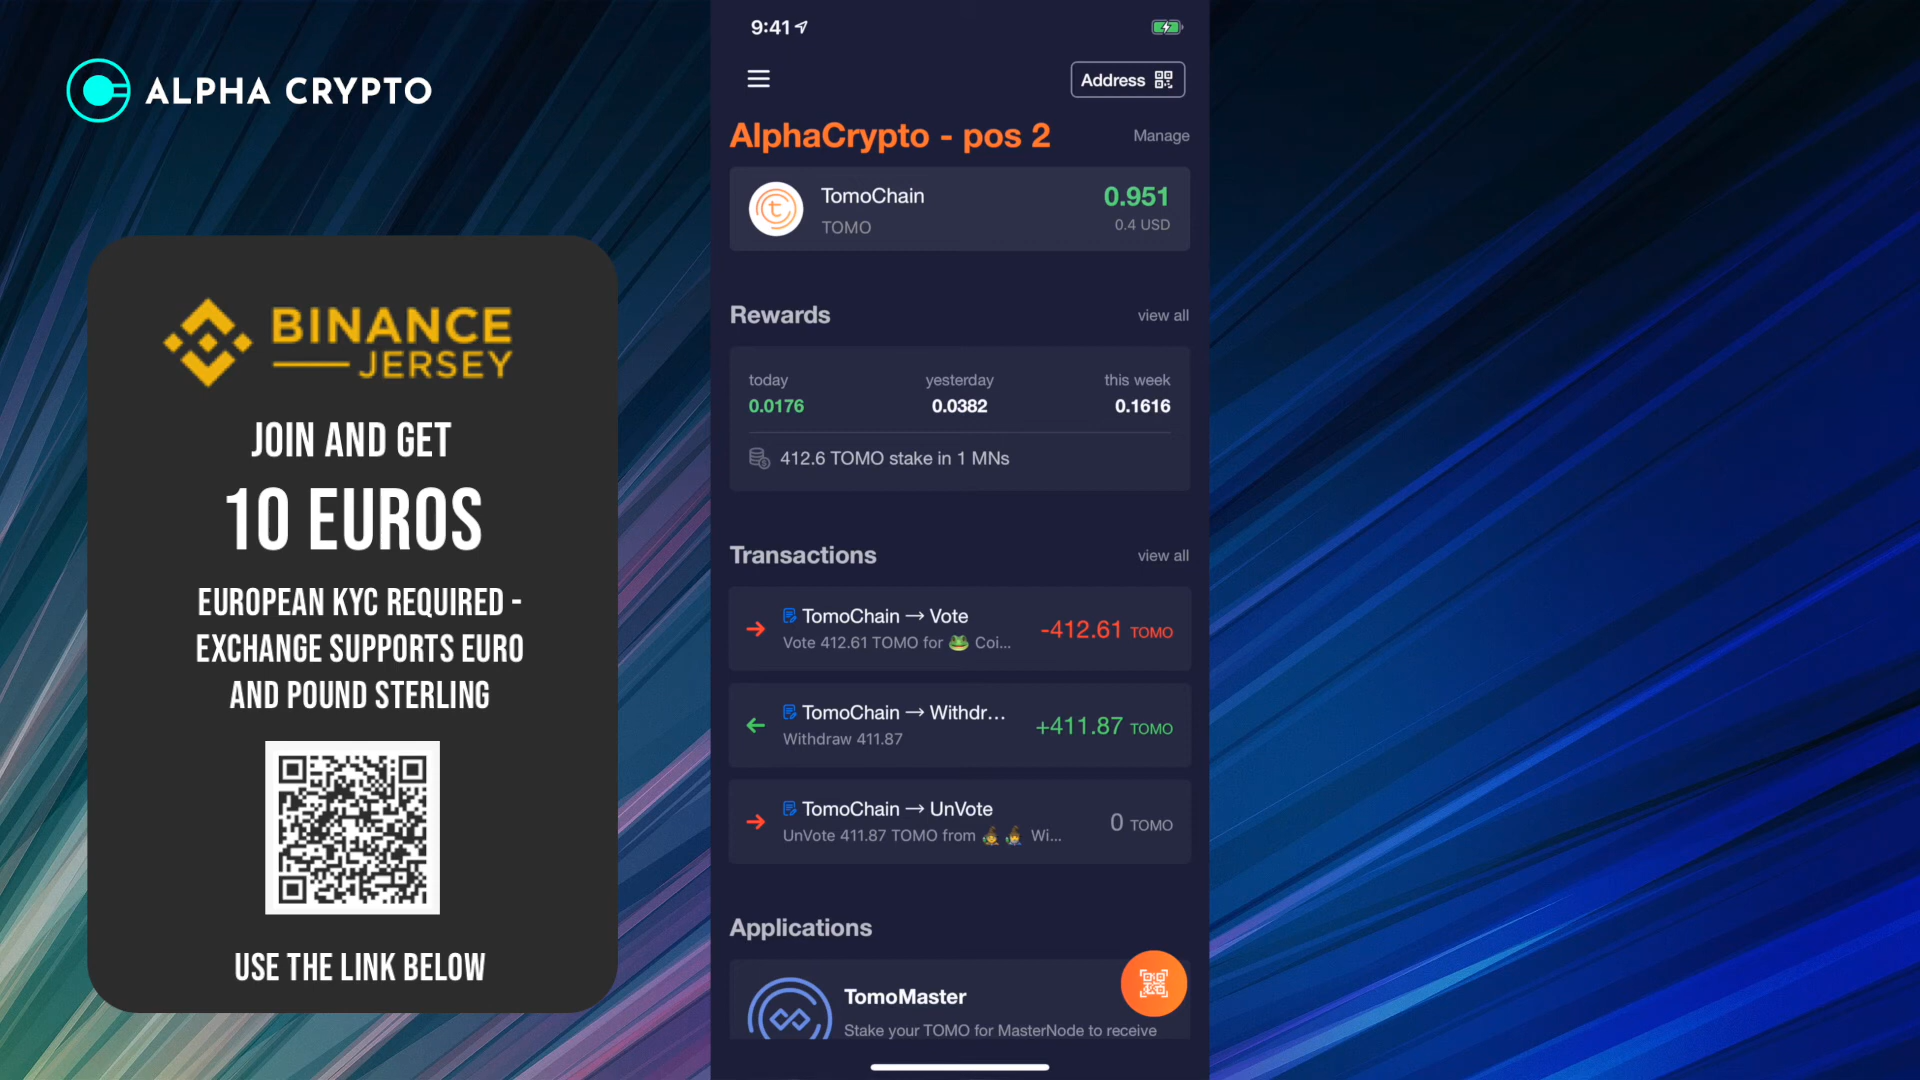 ALPHA CRYPTO
BINANCE
JERSEY
JOIN AND GET
10 EUROS
EUROPEAN KYC REQUIRED -
EXCHANGE SUPPORTS EURO
AND POUND STERLING
USE THE LINK BELOW
9:41
Address
AlphaCrypto - pos 2
Manage
TomoChain
0.951
TOMO
0.4 USD
Rewards
view all
today
yesterday
this week
0.0176
0.0382
0.1616
412.6 TOMO stake in 1 MNs
Transactions
view all
TomoChain → Vote
Vote 412.61 TOMO for 🐸 Coi...
-412.61 TOMO
TomoChain → Withdr...
Withdraw 411.87
+411.87 TOMO
TomoChain → UnVote
UnVote 411.87 TOMO from Wi...
0 TOMO
Applications
TomoMaster
Stake your TOMO for MasterNode to receive